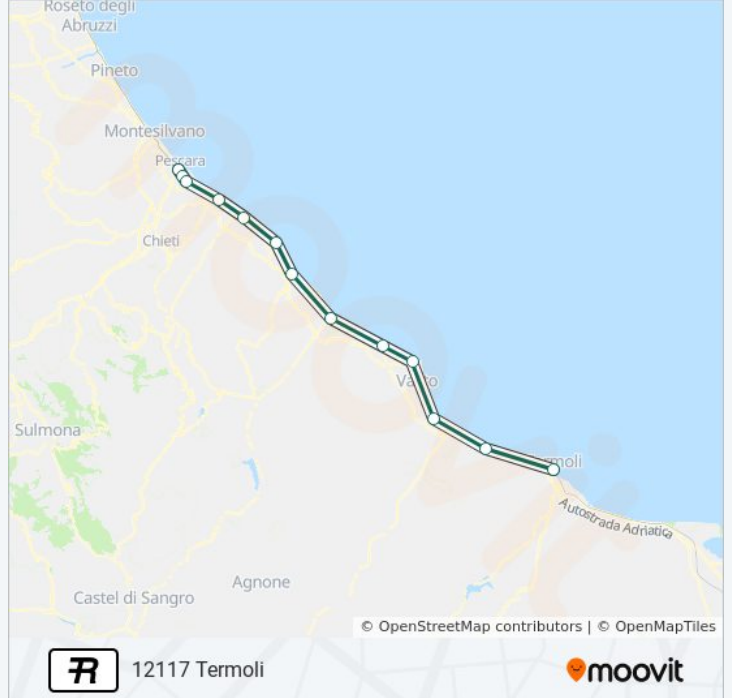 Roseto degli
Abruzzi
Pineto
Montesilvano
Pescara
Chieti
Vasto
Sulmona
Termoli
Autostrada Adriatica
Agnone
Castel di Sangro
© OpenStreetMap contributors | © OpenMapTiles
R 12117 Termoli
moovit